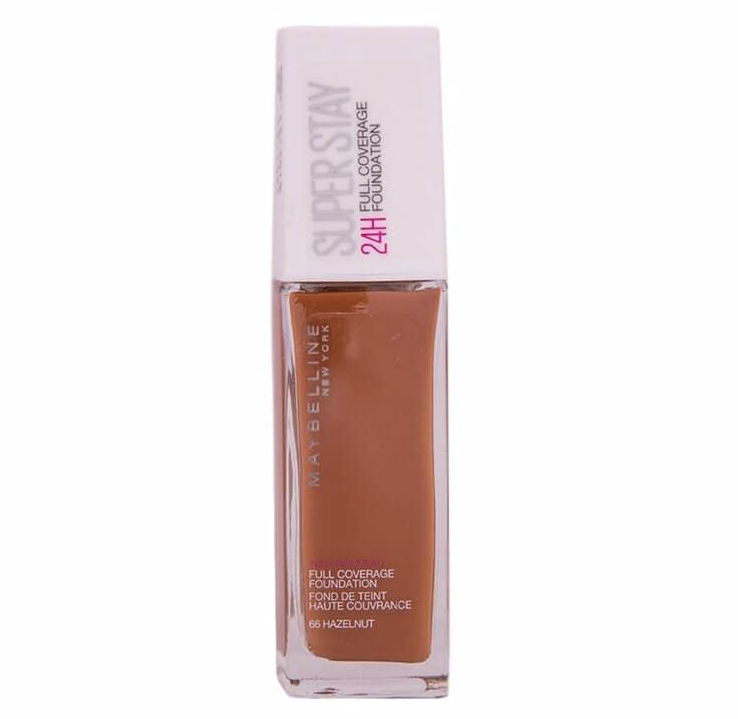 SUPER STAY
24H FULL COVERAGE
FOUNDATION
MAYBELLINE
NEW YORK
FULL COVERAGE
FOUNDATION
FOND DE TEINT
HAUTE COUVRANCE
66 HAZELNUT